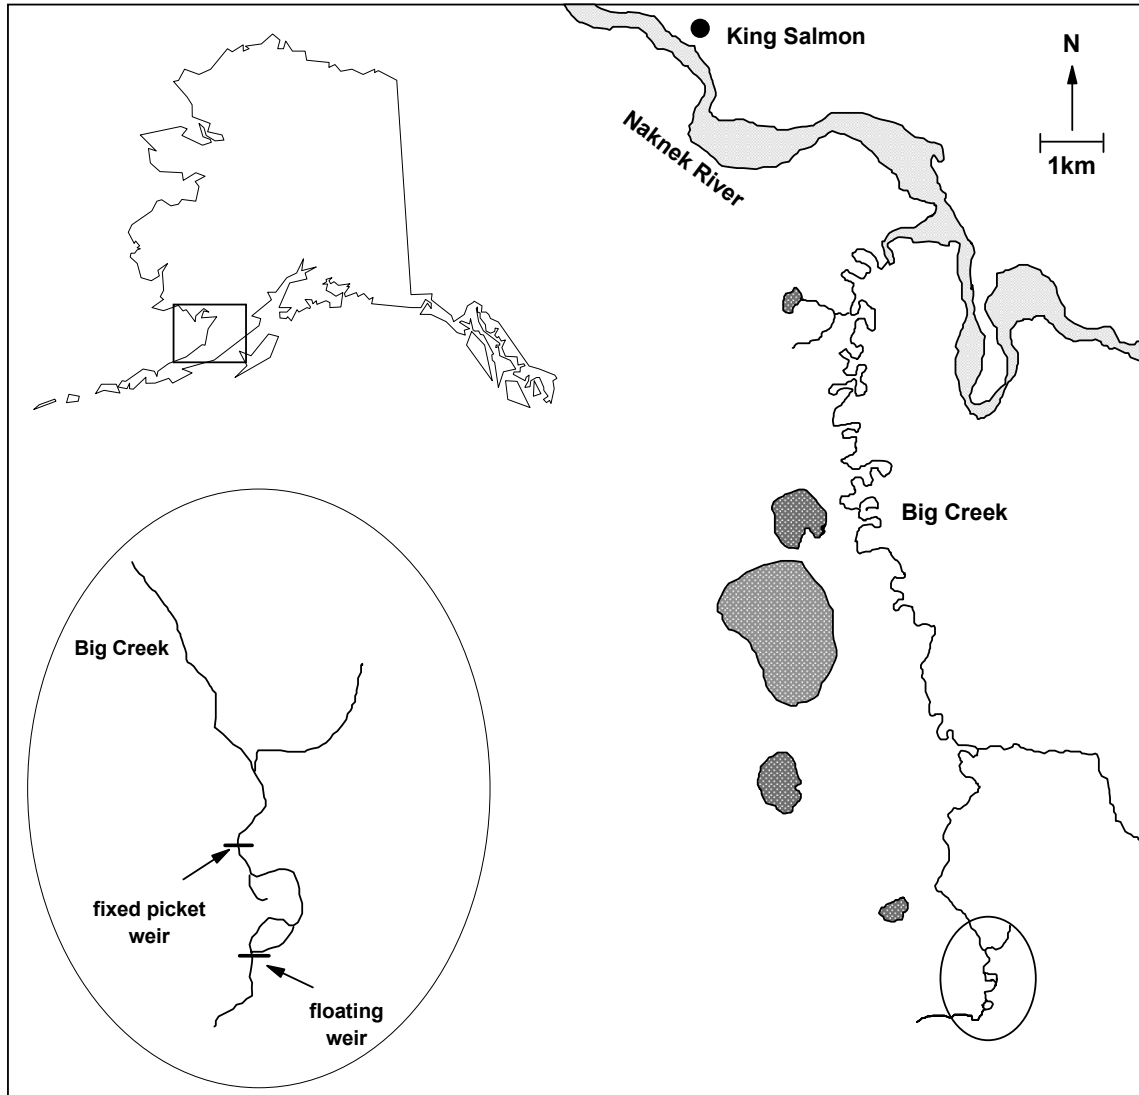 King Salmon
N
1km
Naknek River
Big Creek
Big Creek
fixed picket
weir
floating
weir